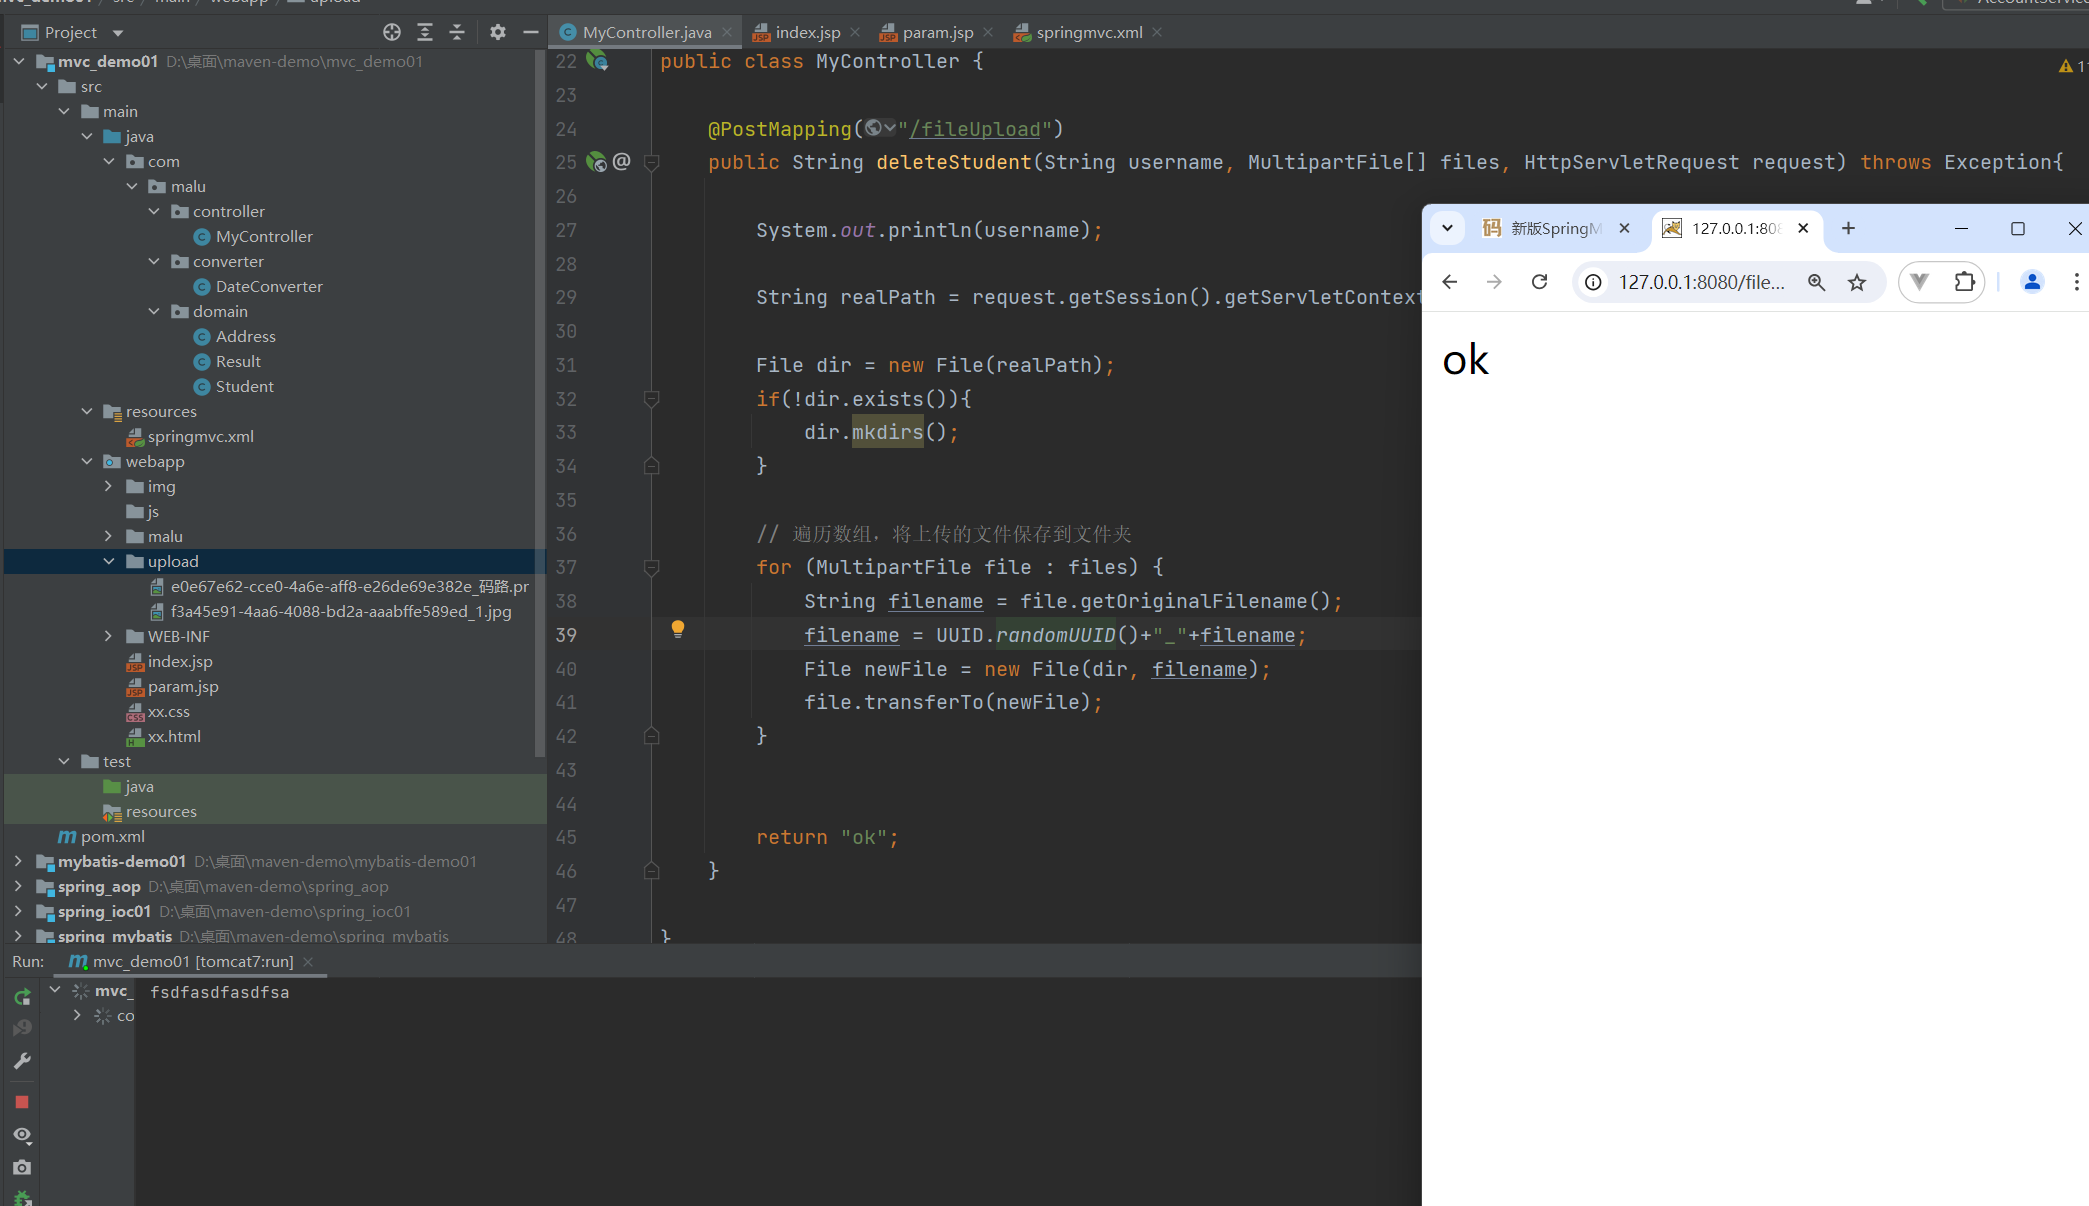 Project
MyController.java
index.jsp
param.jsp
springmvc.xml
mvc_demo01 D:\桌面\maven-demo\mvc_demo01
src
main
java
com
malu
controller
MyController
converter
DateConverter
domain
Address
Result
Student
resources
springmvc.xml
webapp
img
js
malu
upload
e0e67e62-cce0-4a6e-aff8-e26de69e382e_码路.pr
f3a45e91-4aa6-4088-bd2a-aaabffe589ed_1.jpg
WEB-INF
index.jsp
param.jsp
xx.css
xx.html
test
java
resources
pom.xml
mybatis-demo01 D:\桌面\maven-demo\mybatis-demo01
spring_aop D:\桌面\maven-demo\spring_aop
spring_ioc01 D:\桌面\maven-demo\spring_ioc01
spring_mybatis D:\桌面\maven-demo\spring_mybatis
22 public class MyController {
23
24 @PostMapping("/fileUpload")
25 public String deleteStudent(String username, MultipartFile[] files, HttpServletRequest request) throws Exception{
26
27 System.out.println(username);
28
29 String realPath = request.getSession().getServletContext
30
31 File dir = new File(realPath);
32 if(!dir.exists()){
33 dir.mkdirs();
34 }
35
36 // 遍历数组，将上传的文件保存到文件夹
37 for (MultipartFile file : files) {
38 String filename = file.getOriginalFilename();
39 filename = UUID.randomUUID()+"_"+filename;
40 File newFile = new File(dir, filename);
41 file.transferTo(newFile);
42 }
43
44
45 return "ok";
46 }
47
48 }
新版SpringM
127.0.0.1:808
127.0.0.1:8080/file...
ok
Run: mvc_demo01 [tomcat7:run]
mvc_
co
fsdfasdfasdfsa